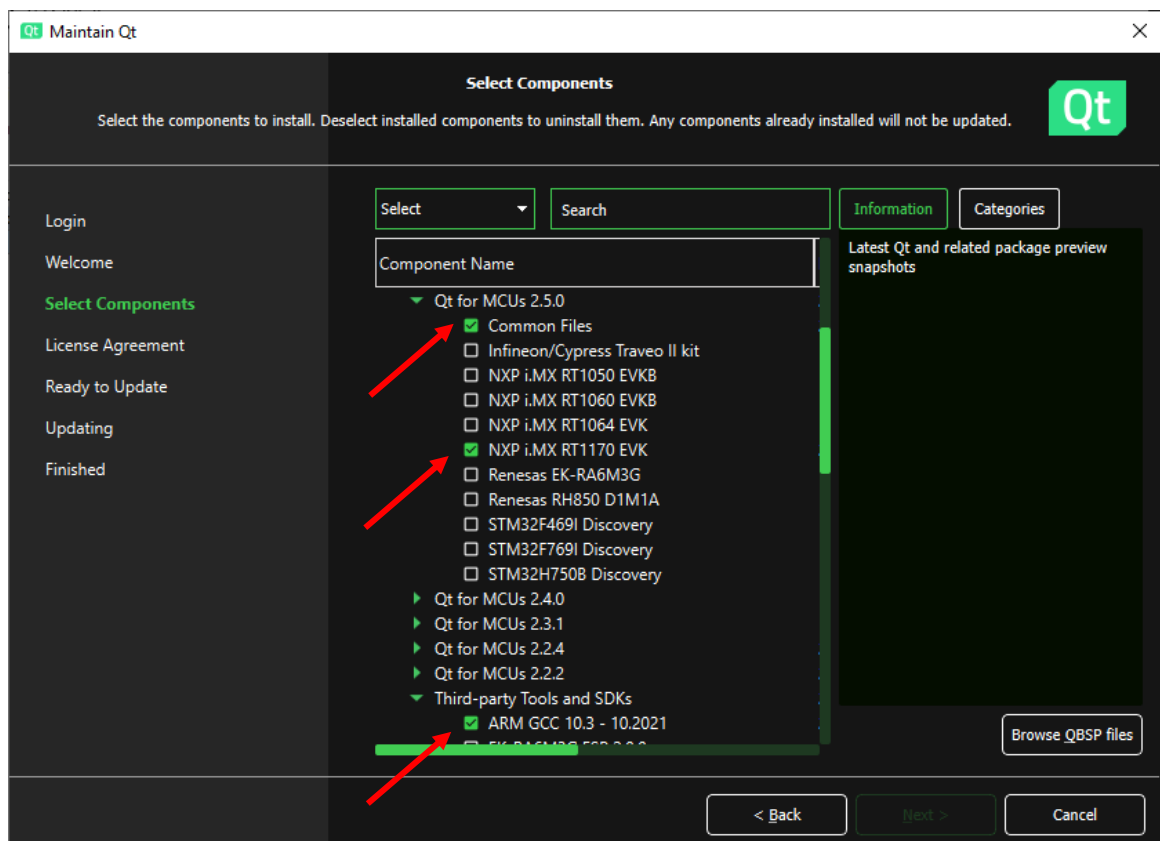 Qt Maintain Qt
Select Components
Select the components to install. Deselect installed components to uninstall them. Any components already installed will not be updated.
Qt
Login
Welcome
Select Components
License Agreement
Ready to Update
Updating
Finished
Select
Search
Information
Categories
Component Name
Latest Qt and related package preview
snapshots
Qt for MCUs 2.5.0
Common Files
Infineon/Cypress Traveo II kit
NXP i.MX RT1050 EVKB
NXP i.MX RT1060 EVKB
NXP i.MX RT1064 EVK
NXP i.MX RT1170 EVK
Renesas EK-RA6M3G
Renesas RH850 D1M1A
STM32F469I Discovery
STM32F769I Discovery
STM32H750B Discovery
Qt for MCUs 2.4.0
Qt for MCUs 2.3.1
Qt for MCUs 2.2.4
Qt for MCUs 2.2.2
Third-party Tools and SDKs
ARM GCC 10.3 - 10.2021
Browse QBSP files
< Back
Next >
Cancel